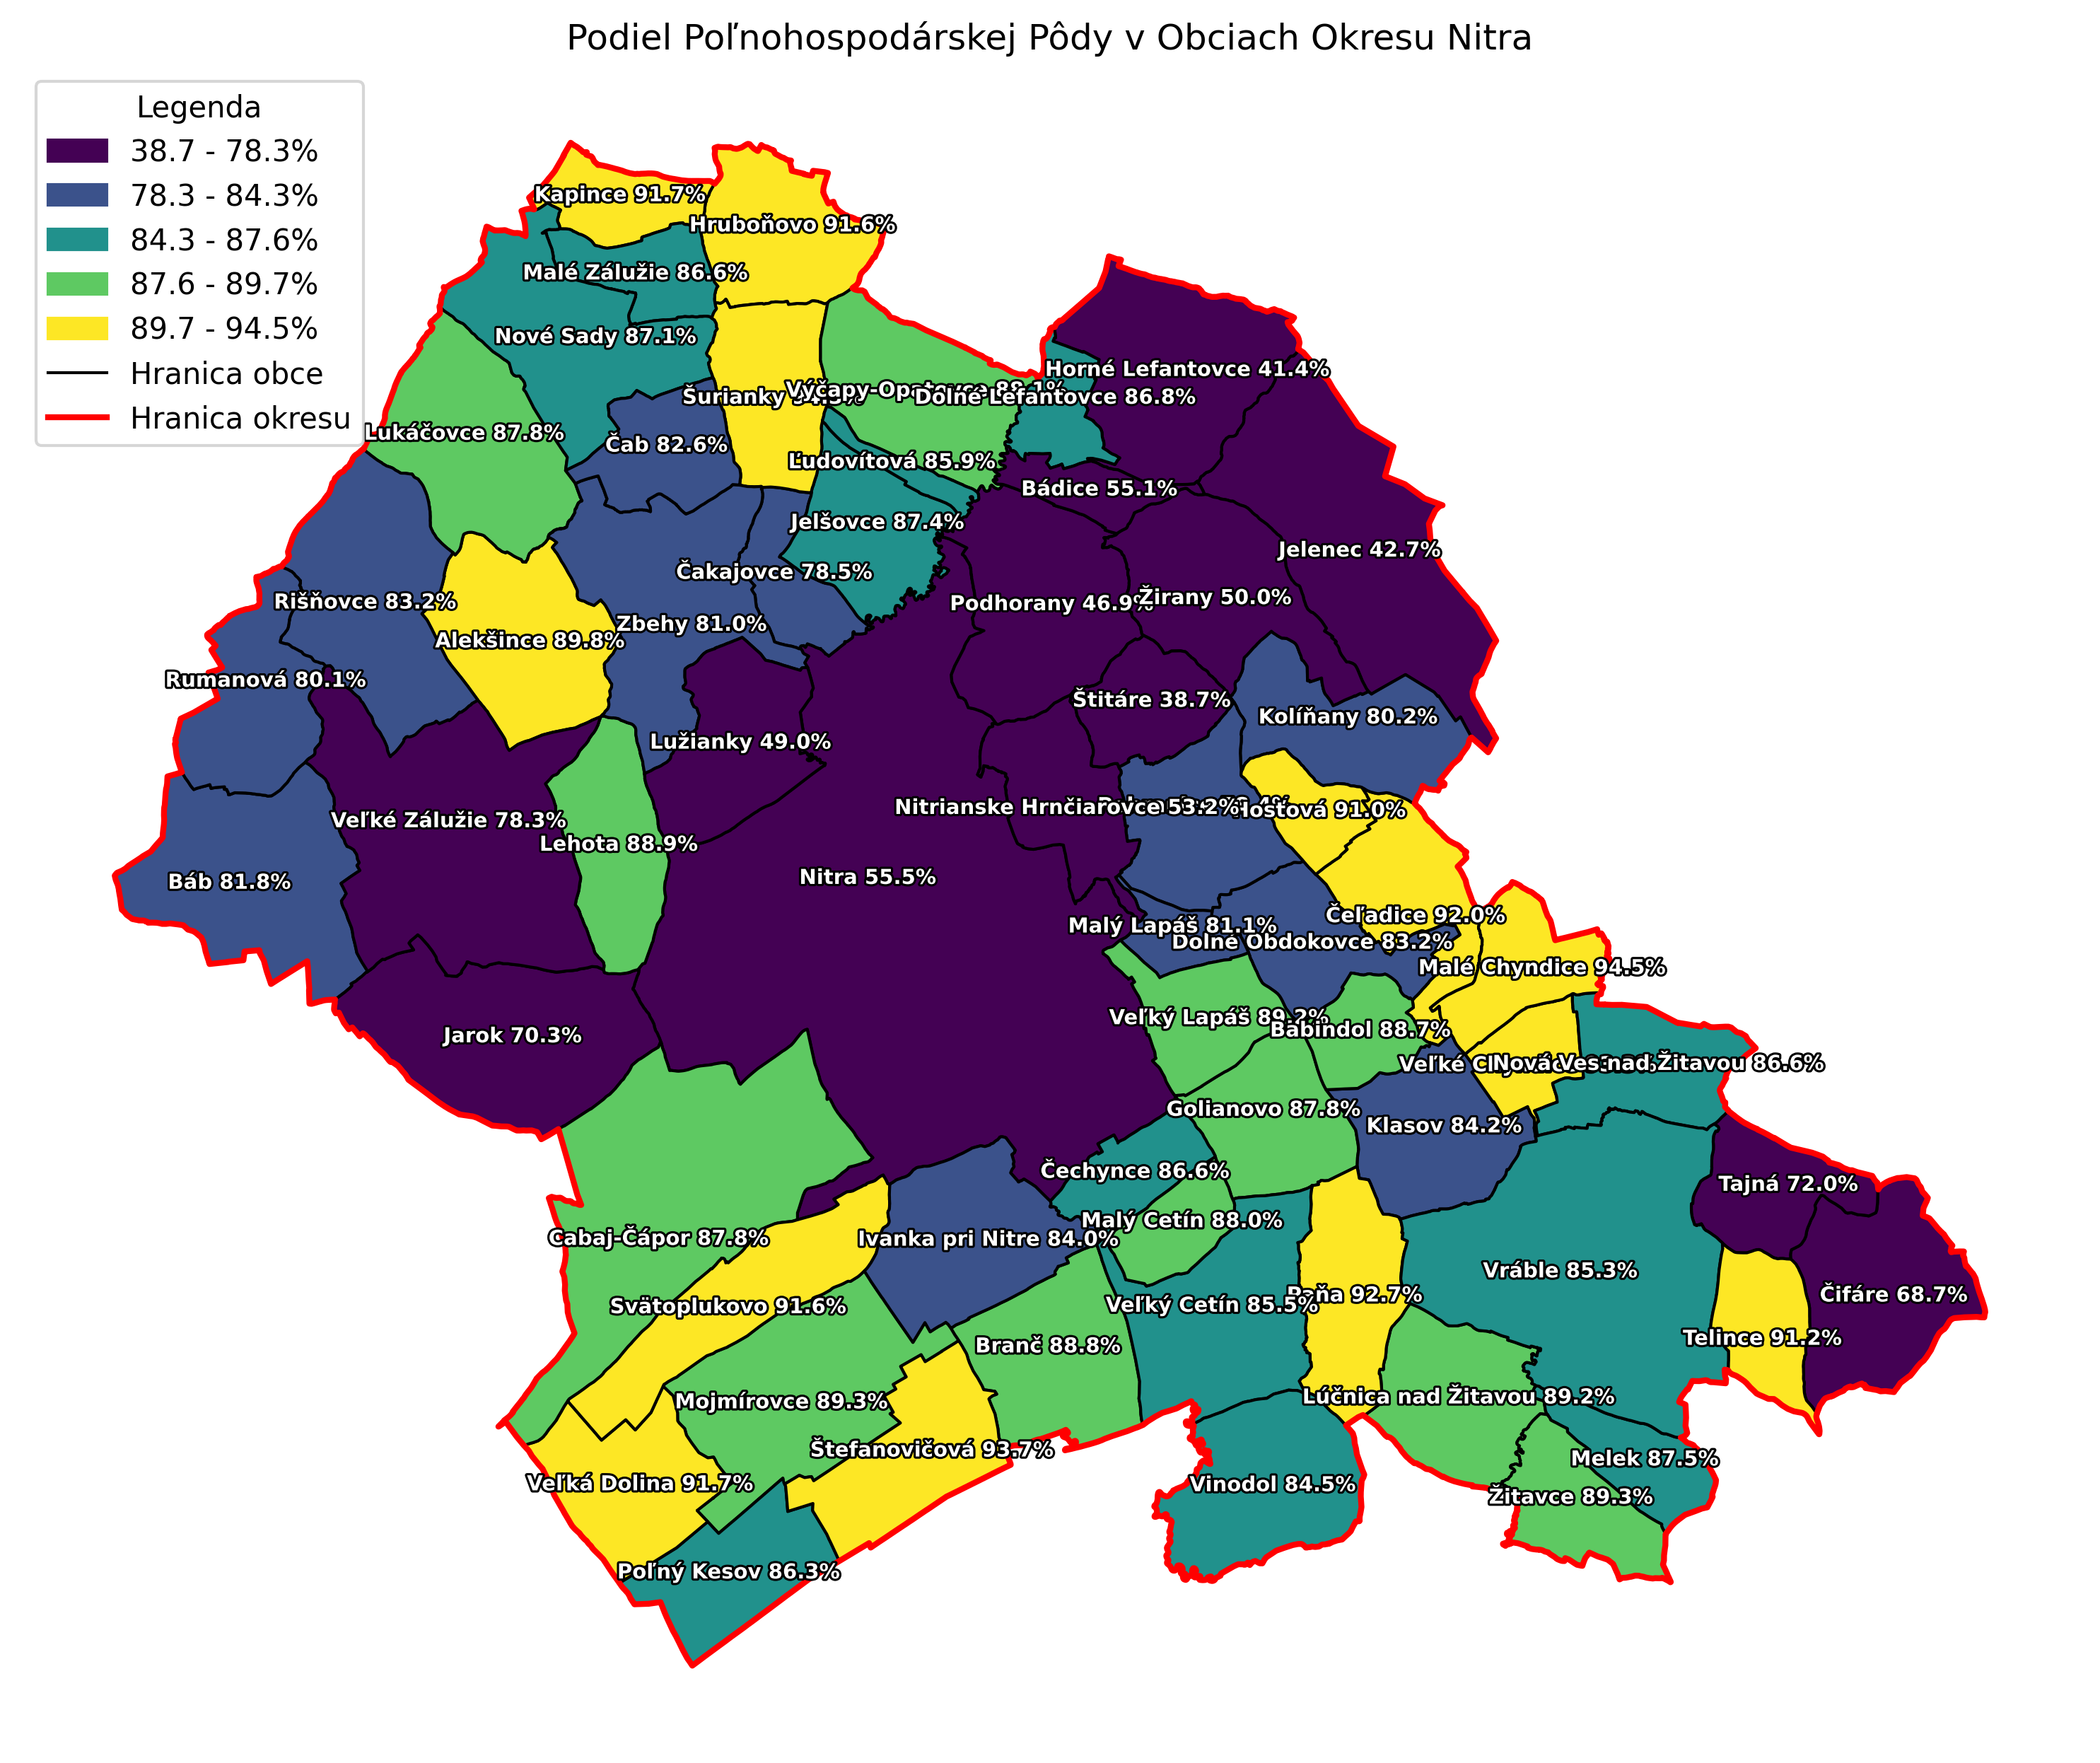 Podiel Poľnohospodárskej Pôdy v Obciach Okresu Nitra
Legenda
38.7 - 78.3%
78.3 - 84.3%
84.3 - 87.6%
87.6 - 89.7%
89.7 - 94.5%
Hranica obce
Hranica okresu
Kapince 91.7%
Hruboňovo 91.6%
Malé Zálužie 86.6%
Nové Sady 87.1%
Horné Lefantovce 41.4%
Šurianky
Výčapy-Opatovce 88.1%
Dolné Lefantovce 86.8%
Lukáčovce 87.8%
Čab 82.6%
Ľudovítová 85.9%
Bádice 55.1%
Jelšovce 87.4%
Jelenec 42.7%
Čakajovce 78.5%
Rišňovce 83.2%
Podhorany 46.9%
Žirany 50.0%
Zbehy 81.0%
Alekšince 89.8%
Rumanová 80.1%
Štitáre 38.7%
Kolíňany 80.2%
Lužianky 49.0%
Nitrianske Hrnčiarovce 53.2%
Hosťová 91.0%
Veľké Zálužie 78.3%
Lehota 88.9%
Nitra 55.5%
Báb 81.8%
Čeľadice 92.0%
Malý Lapáš 81.1%
Dolné Obdokovce 83.2%
Malé Chyndice 94.5%
Veľký Lapáš 89.2%
Babindol 88.7%
Jarok 70.3%
Veľké
Nová Ves nad Žitavou 86.6%
Golianovo 87.8%
Klasov 84.2%
Čechynce 86.6%
Tajná 72.0%
Malý Cetín 88.0%
Cabaj-Čápor 87.8%
Ivanka pri Nitre 84.0%
Vráble 85.3%
Paňa 92.7%
Čifáre 68.7%
Svätoplukovo 91.6%
Veľký Cetín 85.5%
Telince 91.2%
Branč 88.8%
Mojmírovce 89.3%
Lúčnica nad Žitavou 89.2%
Štefanovičová 93.7%
Melek 87.5%
Veľká Dolina 91.7%
Vinodol 84.5%
Žitavce 89.3%
Poľný Kesov 86.3%